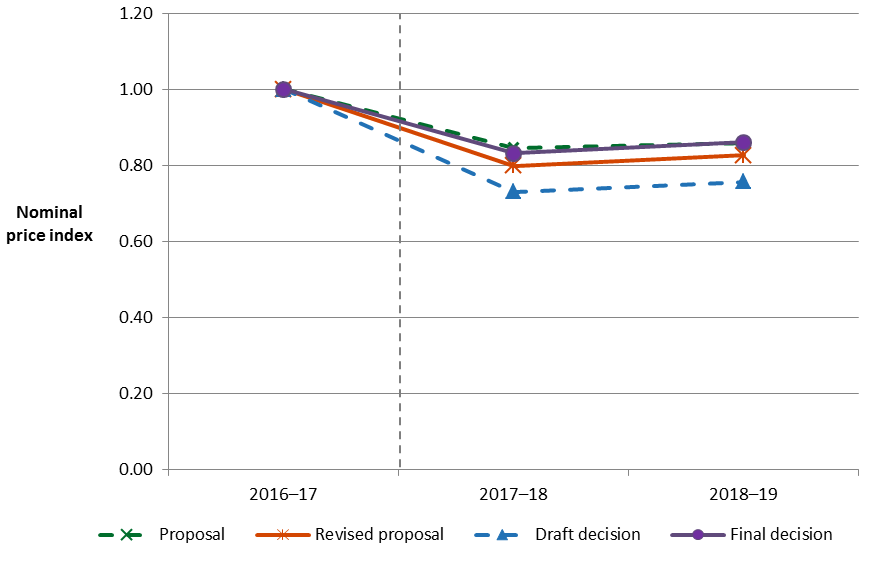 1.20
1.00
0.80
Nominal
price index
0.60
0.40
0.20
0.00
2016–17 2017–18 2018–19
Proposal Revised proposal Draft decision Final decision